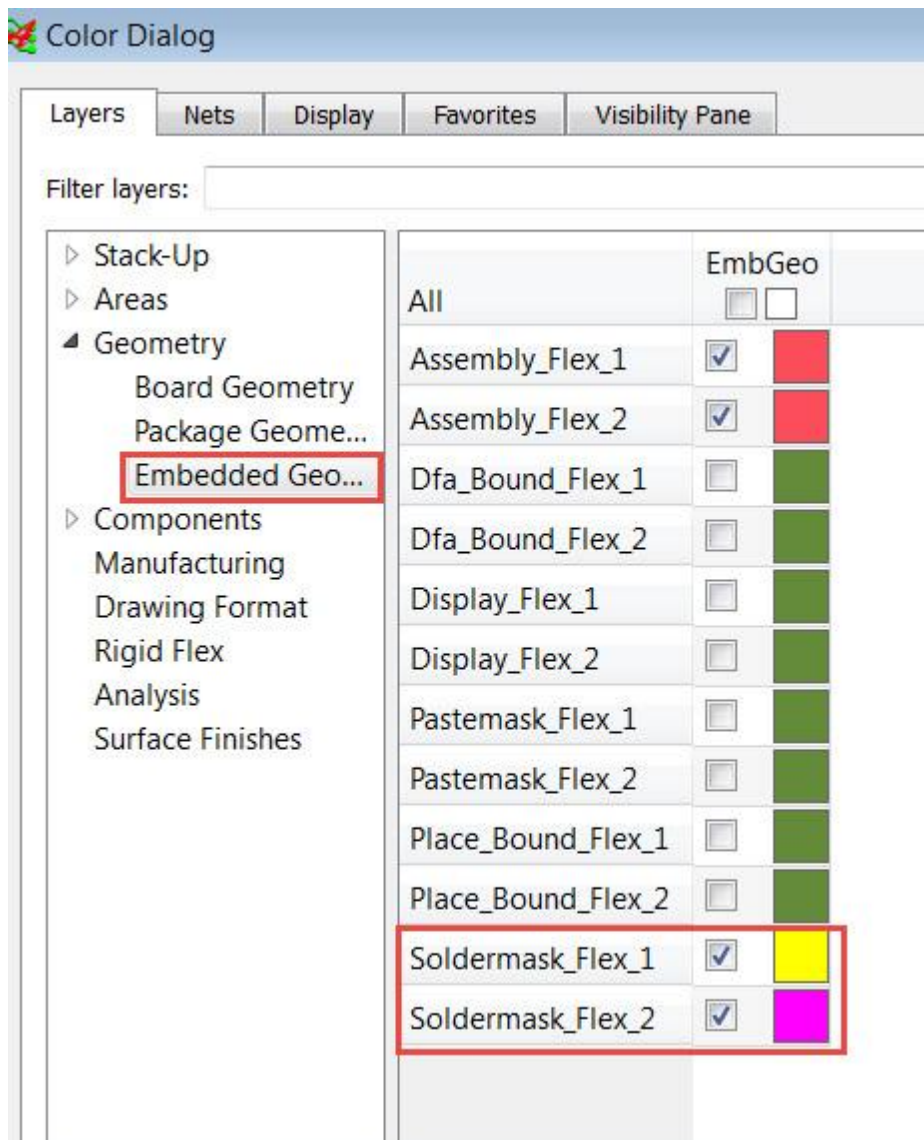 Color Dialog
Layers Nets Display Favorites Visibility Pane
Filter layers:
Stack-Up
Areas
Geometry
Board Geometry
Package Geome...
Embedded Geo...
Components
Manufacturing
Drawing Format
Rigid Flex
Analysis
Surface Finishes
All EmbGeo
Assembly_Flex_1
Assembly_Flex_2
Dfa_Bound_Flex_1
Dfa_Bound_Flex_2
Display_Flex_1
Display_Flex_2
Pastemask_Flex_1
Pastemask_Flex_2
Place_Bound_Flex_1
Place_Bound_Flex_2
Soldermask_Flex_1
Soldermask_Flex_2